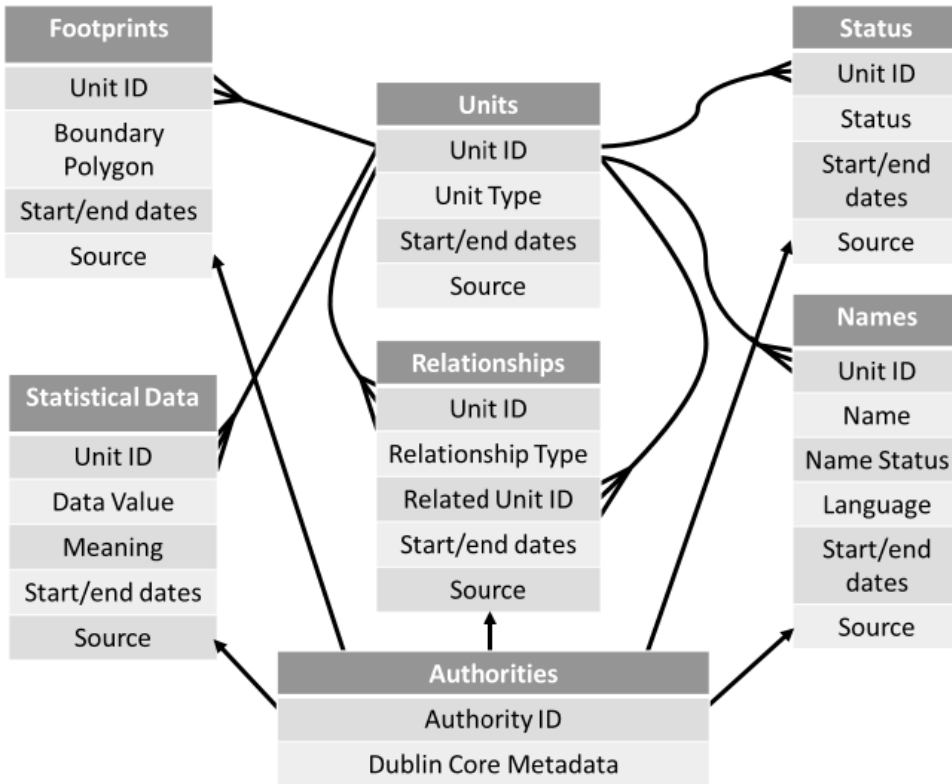 Footprints
Unit ID
Boundary
Polygon
Start/end dates
Source
Statistical Data
Unit ID
Data Value
Meaning
Start/end dates
Source
Units
Unit ID
Unit Type
Start/end dates
Source
Relationships
Unit ID
Relationship Type
Related Unit ID
Start/end dates
Source
Status
Unit ID
Status
Start/end
dates
Source
Names
Unit ID
Name
Name Status
Language
Start/end
dates
Source
Authorities
Authority ID
Dublin Core Metadata